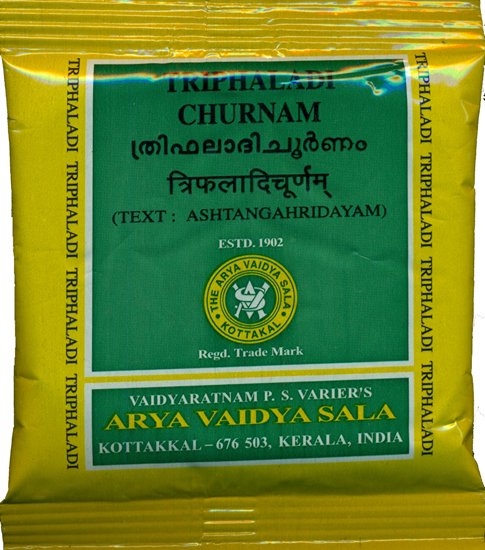 TRIPHALADI
CHURNAM
ത്രിഫലാദിചൂർണം
त्रिफलादिचूर्णम्
(TEXT : ASHTANGAHRIDAYAM)
ESTD. 1902
THE ARYA VAIDYA SALA
KOTTAKAL
Regd. Trade Mark
VAIDYARATNAM P. S. VARIER'S
ARYA VAIDYA SALA
KOTTAKKAL – 676 503, KERALA, INDIA
TRIPHALADI TRIPHALADI TRIPHALADI TRIPHALADI
TRIPHALADI TRIPHALADI TRIPHALADI TRIPHALADI